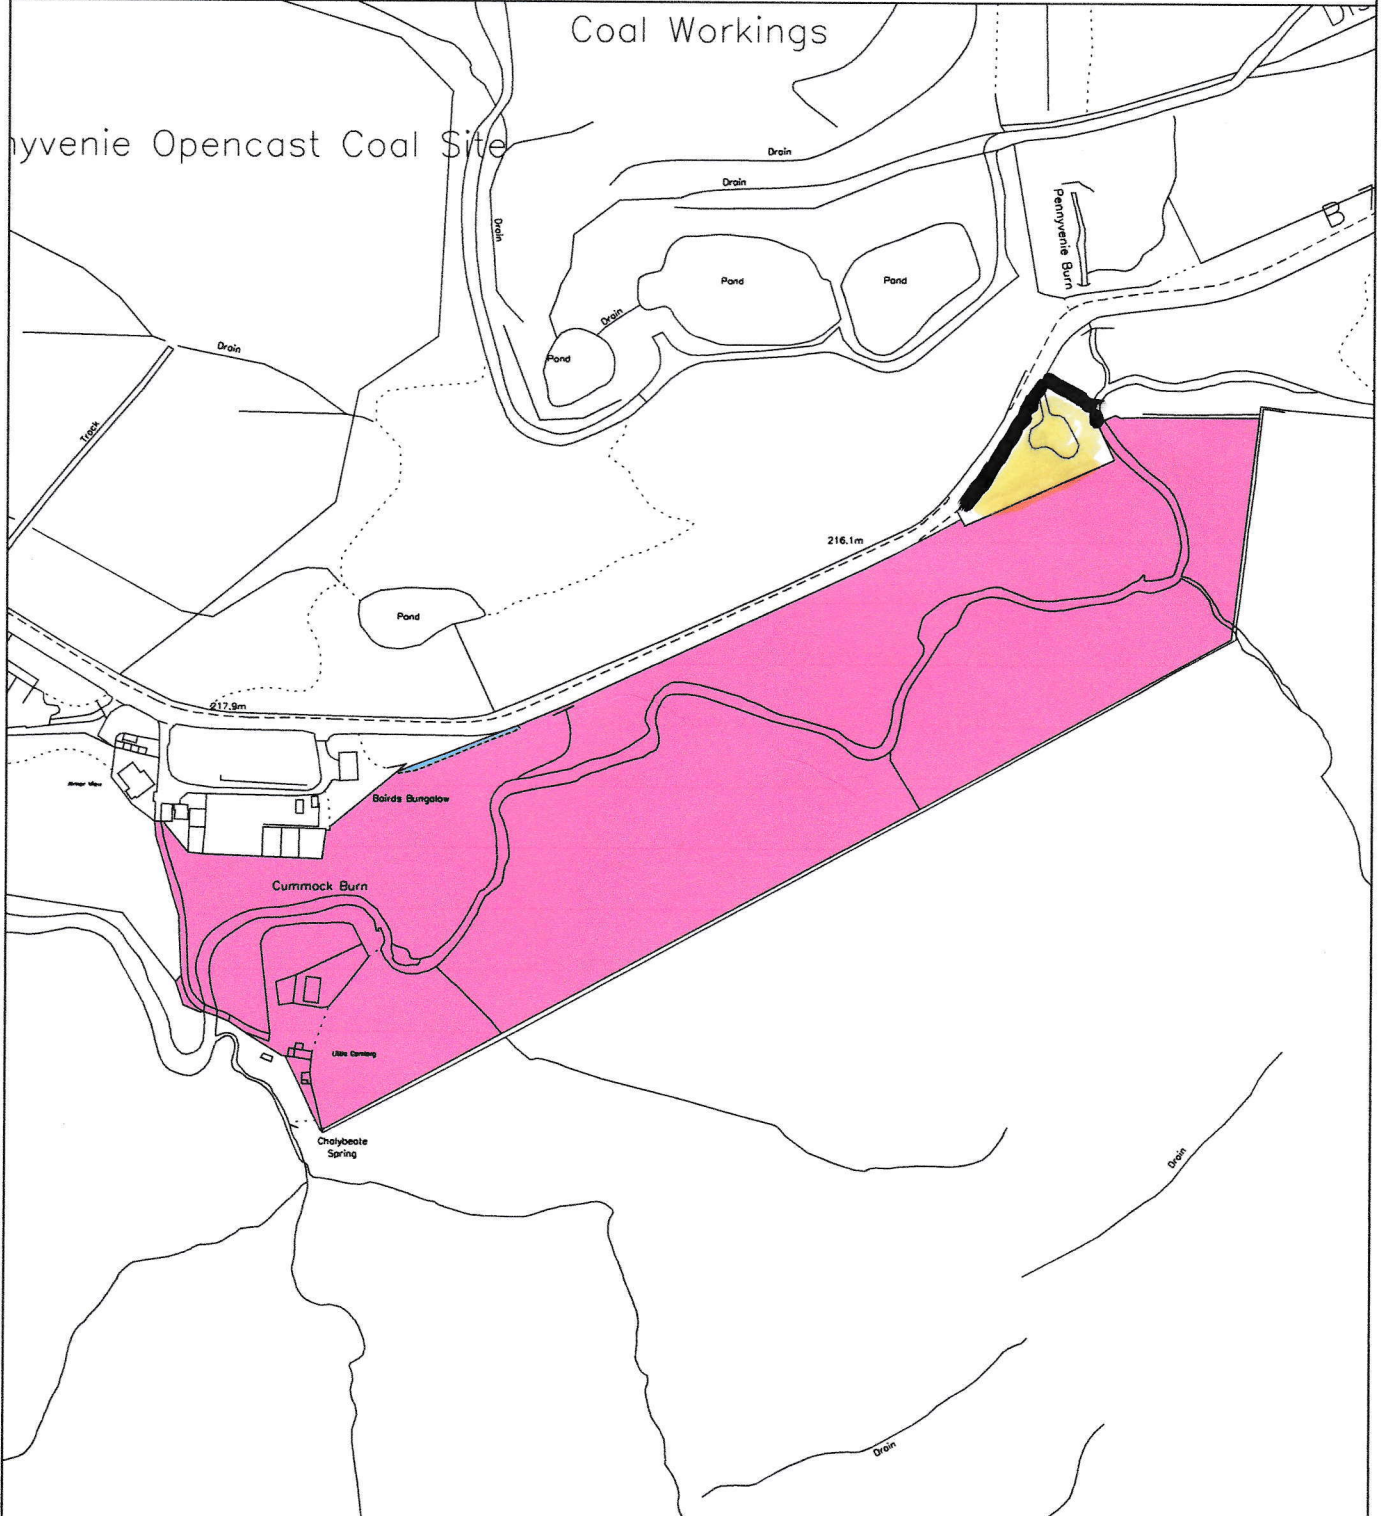 Coal Workings
nyvenie Opencast Coal Site
Drain
Drain
Drain
Pennyvenie Burn
B
Pond
Pond
Drain
Pond
Drain
Track
216.1m
Pond
217.9m
Bairds Bungalow
Cummock Burn
Chalybeate
Spring
Drain
Drain